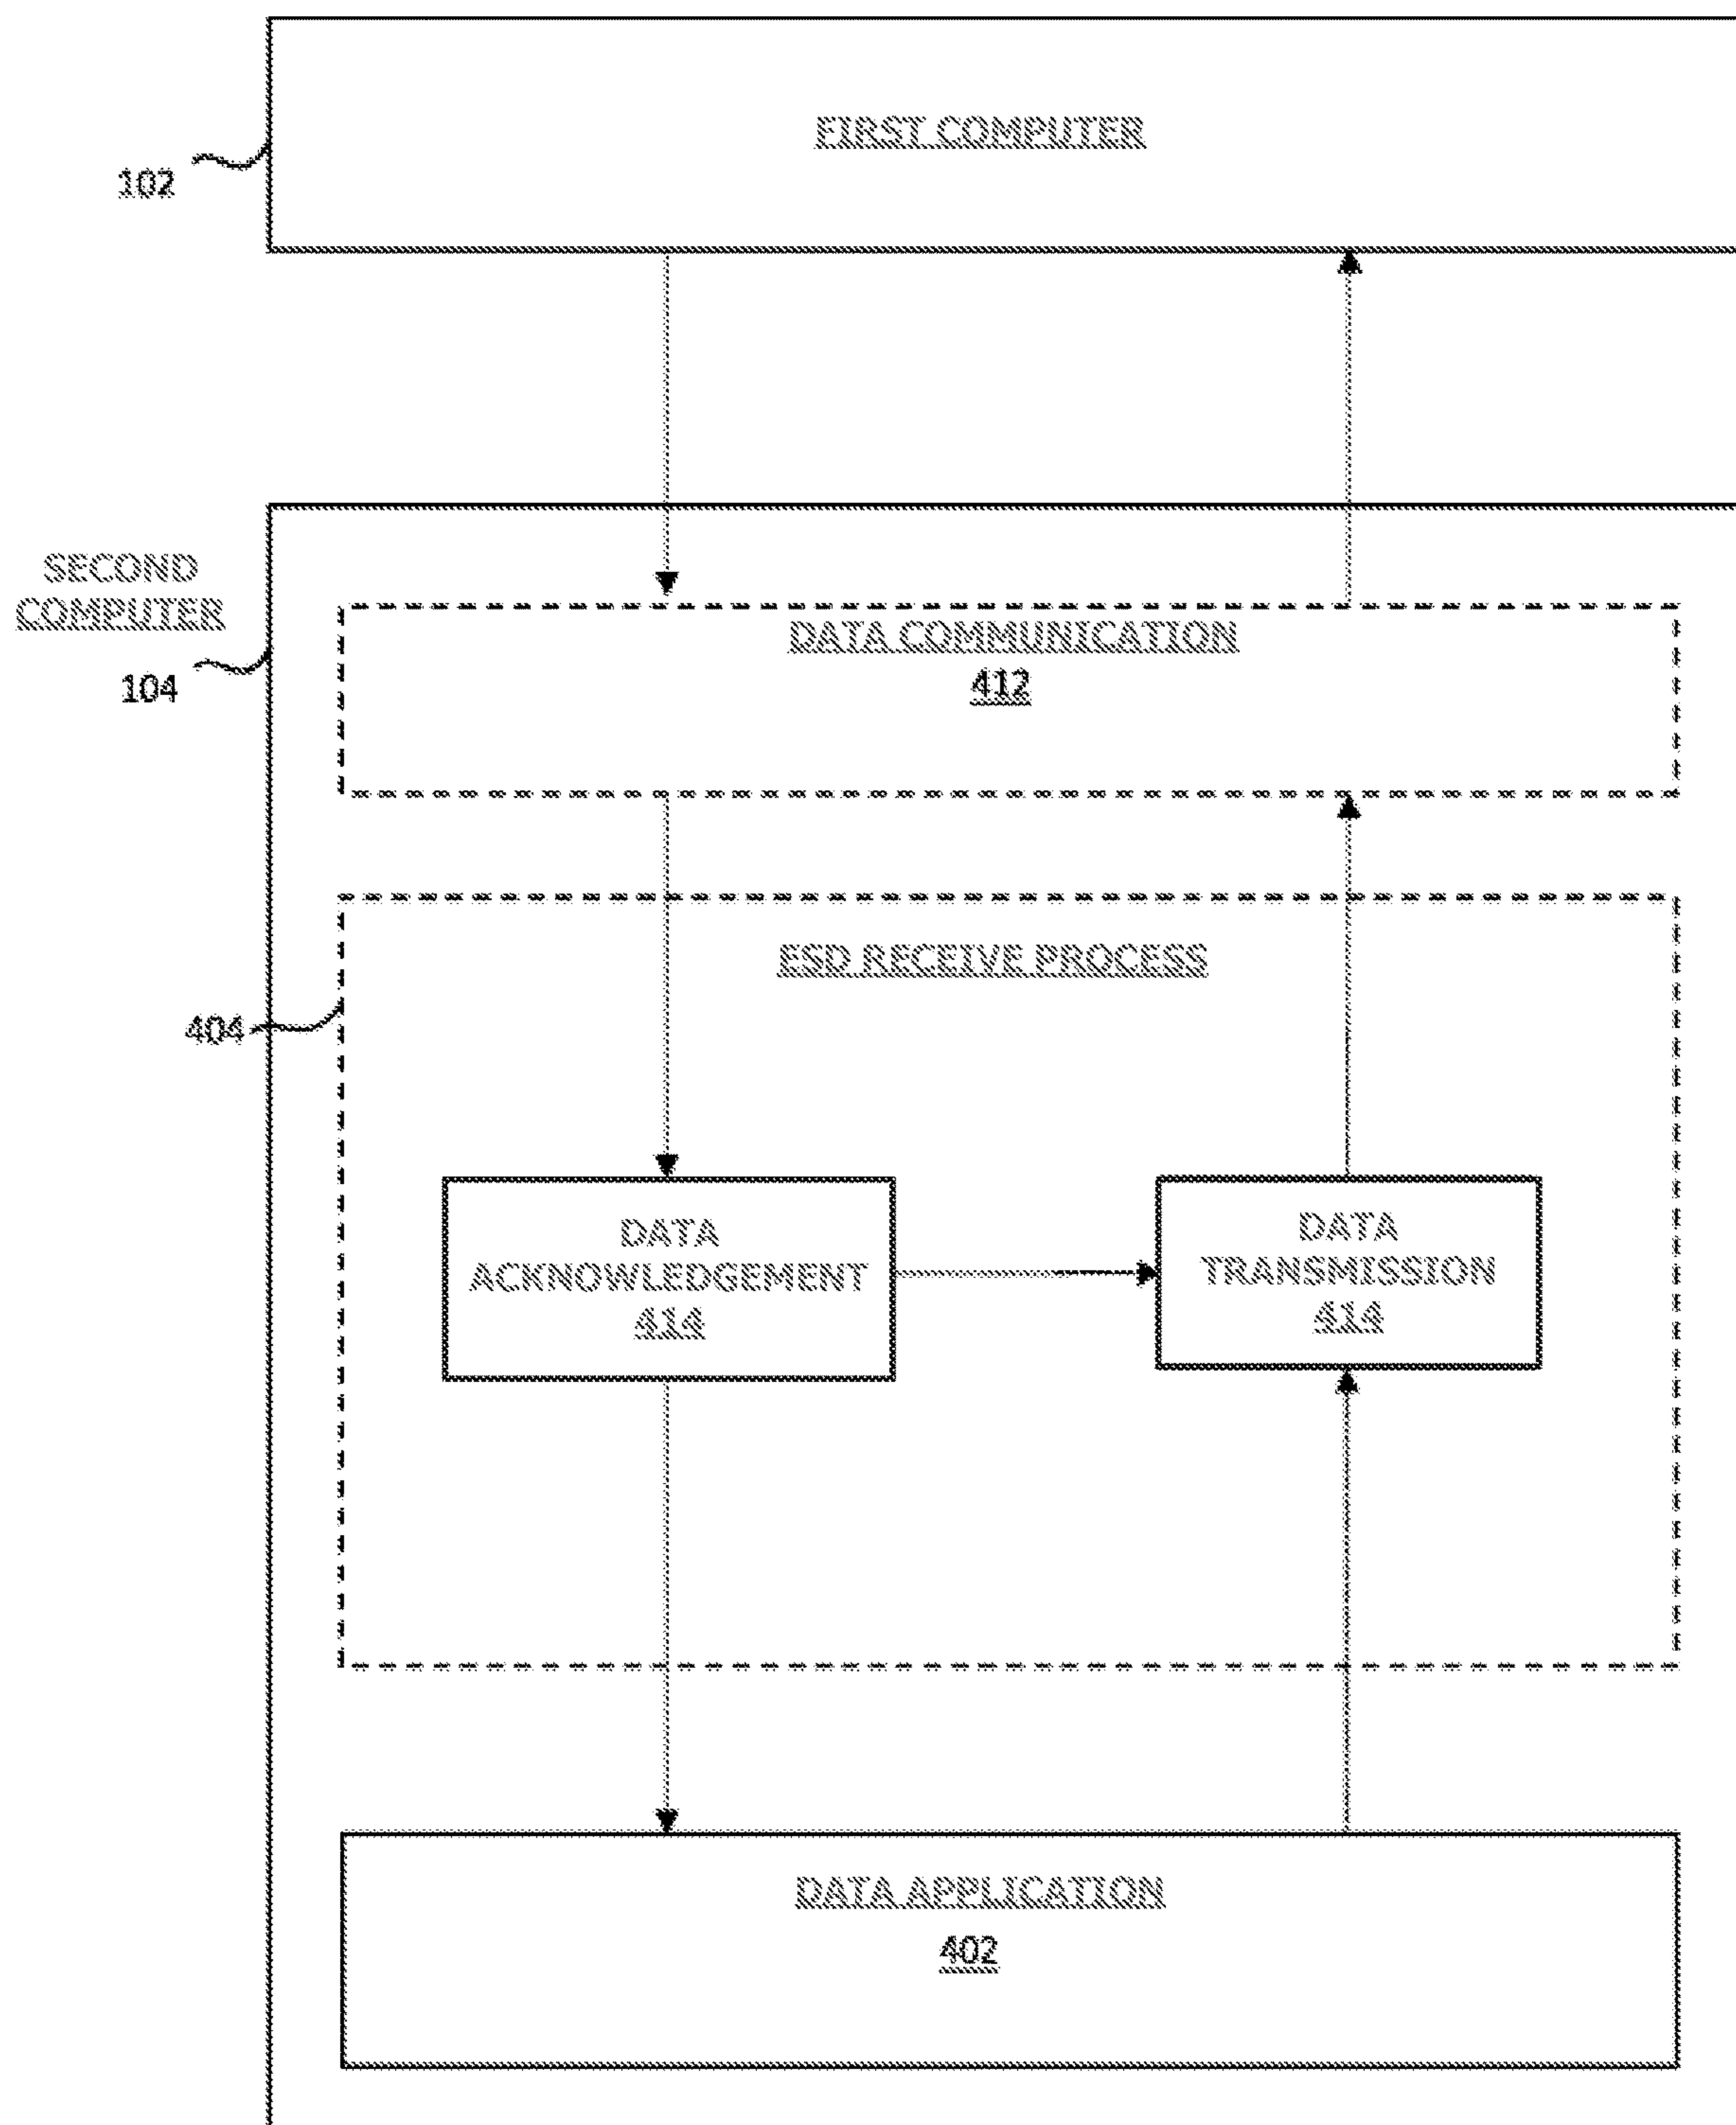 FIRST COMPUTER
102
SECOND
COMPUTER
104
DATA COMMUNICATION
412
ESD RECEIVE PROCESS
404
DATA
ACKNOWLEDGEMENT
414
DATA
TRANSMISSION
414
DATA APPLICATION
402